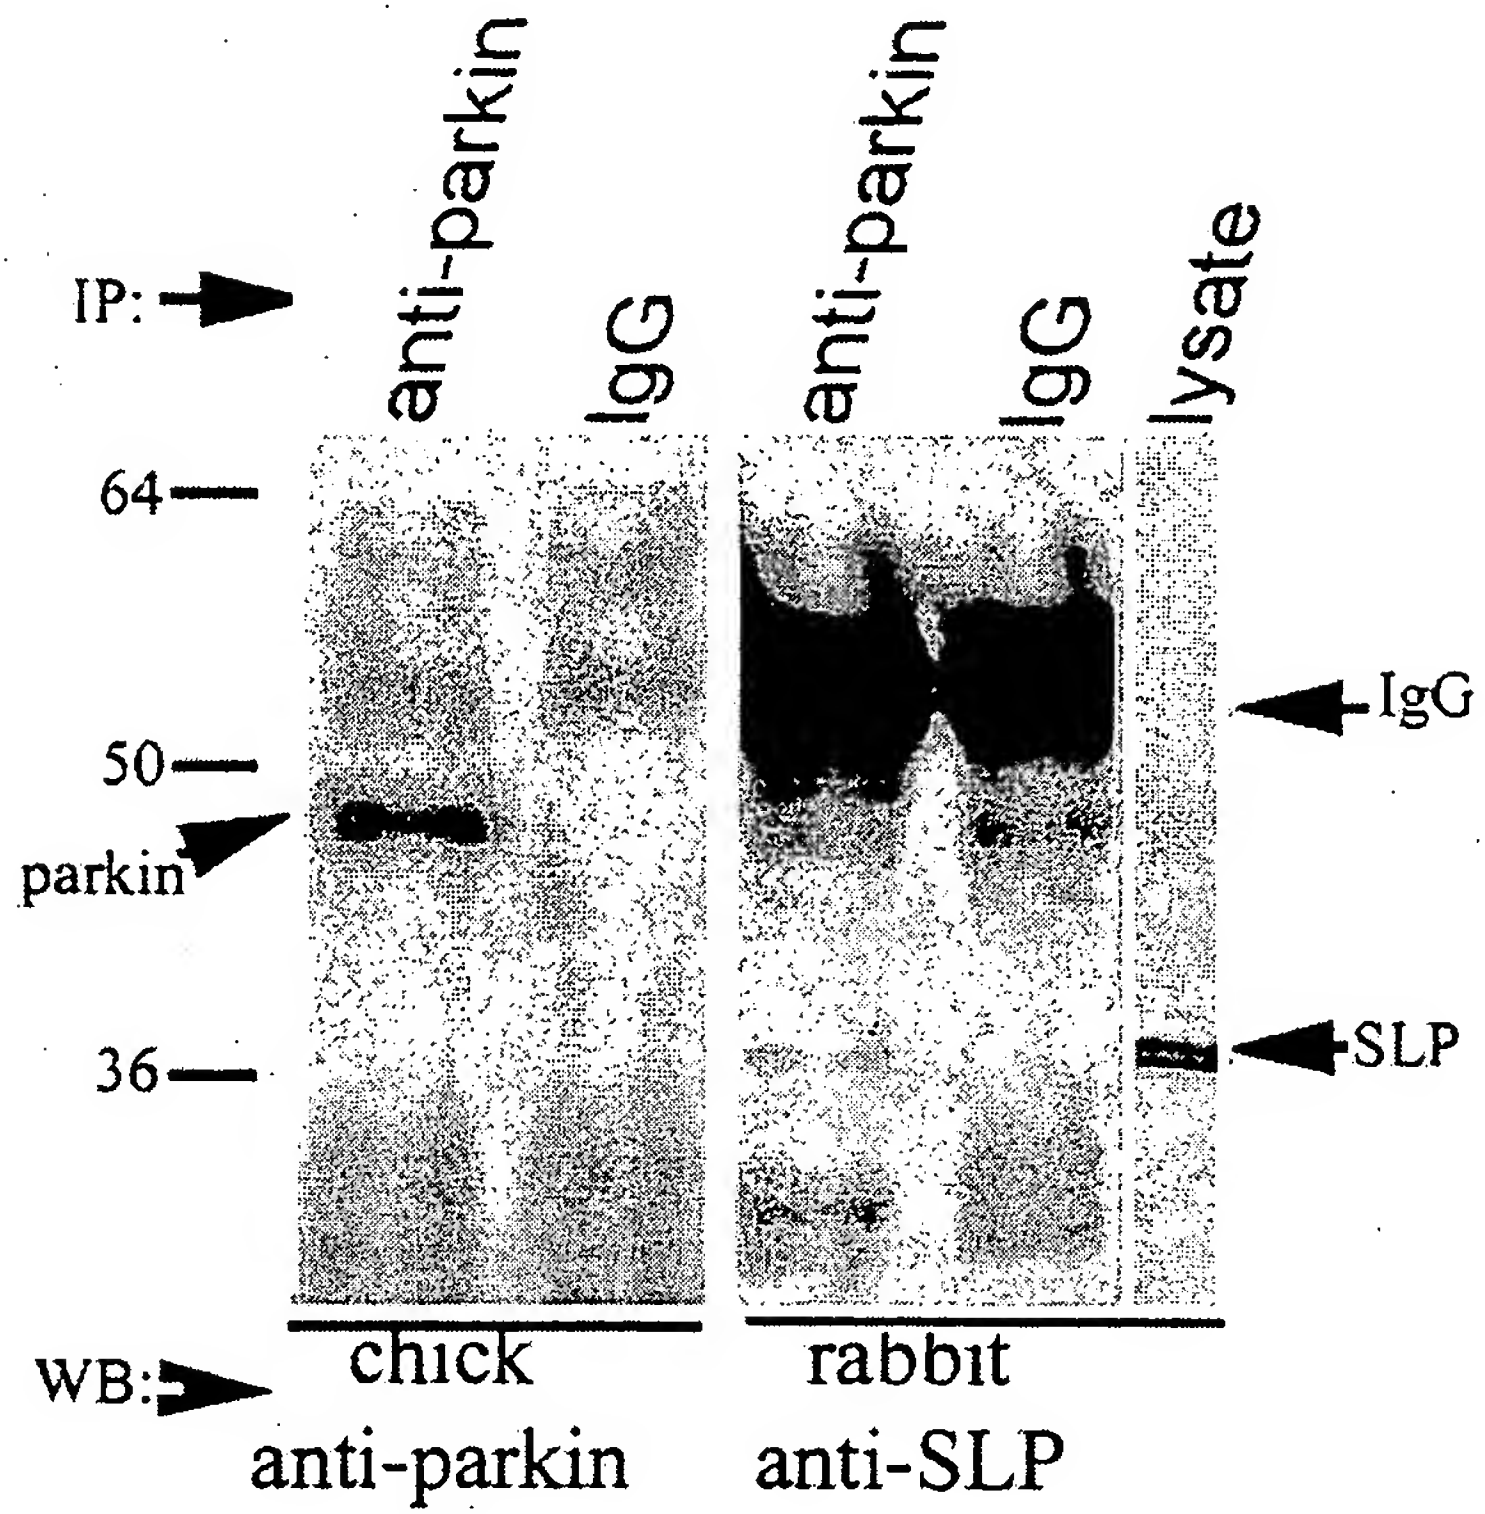 IP:
anti-parkin
IgG
anti-parkin
IgG
lysate
64
50
parkin
36
IgG
SLP
WB:
chick
anti-parkin
rabbit
anti-SLP